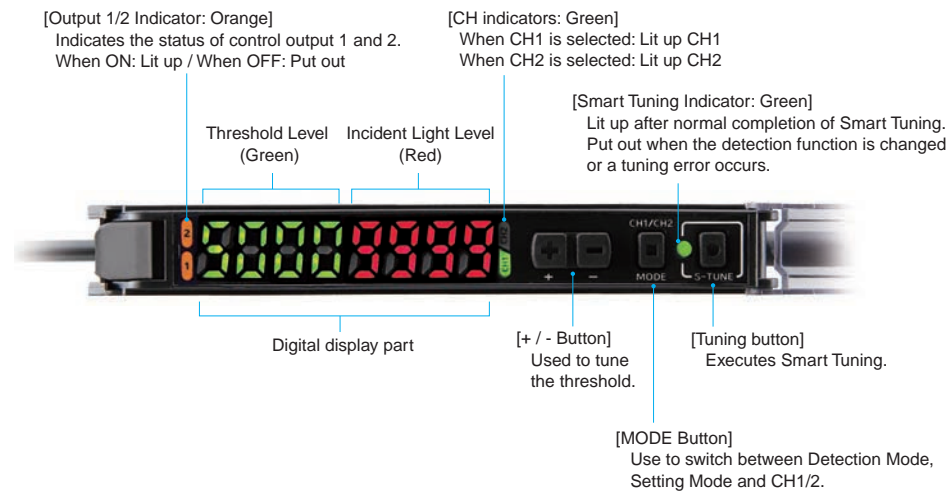 [Output 1/2 Indicator: Orange]
Indicates the status of control output 1 and 2.
When ON: Lit up / When OFF: Put out
[CH indicators: Green]
When CH1 is selected: Lit up CH1
When CH2 is selected: Lit up CH2
[Smart Tuning Indicator: Green]
Lit up after normal completion of Smart Tuning.
Put out when the detection function is changed
or a tuning error occurs.
Threshold Level
(Green)
Incident Light Level
(Red)
2
1
5000
9999
CH2
CH1
+
-
+
-
CH1/CH2
MODE
S-TUNE
Digital display part
[+ / - Button]
Used to tune
the threshold.
[Tuning button]
Executes Smart Tuning.
[MODE Button]
Use to switch between Detection Mode,
Setting Mode and CH1/2.